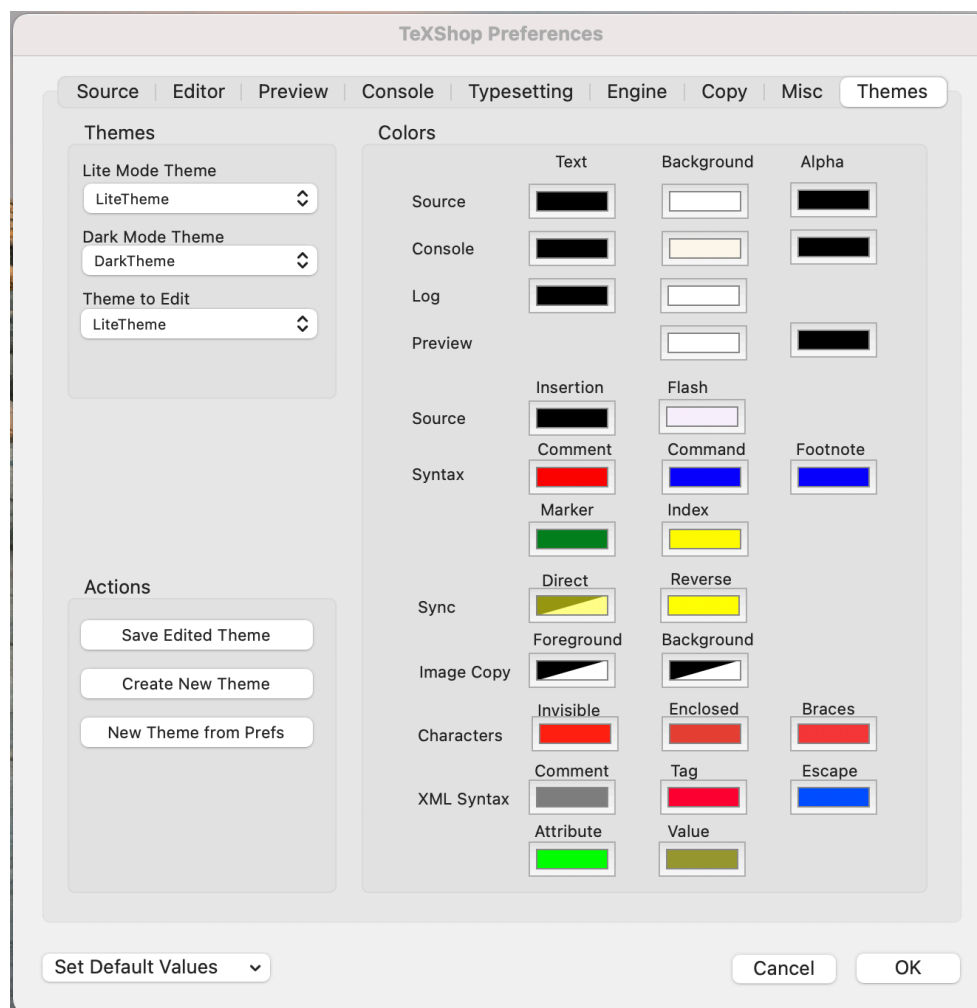 TeXShop Preferences
Source Editor Preview Console Typesetting Engine Copy Misc Themes
Themes
Lite Mode Theme
LiteTheme
Dark Mode Theme
DarkTheme
Theme to Edit
LiteTheme
Actions
Save Edited Theme
Create New Theme
New Theme from Prefs
Colors
Text Background Alpha
Source
Console
Log
Preview
Insertion Flash
Source
Comment Command Footnote
Syntax
Marker Index
Direct Reverse
Sync
Foreground Background
Image Copy
Invisible Enclosed Braces
Characters
Comment Tag Escape
XML Syntax
Attribute Value
Set Default Values
Cancel OK